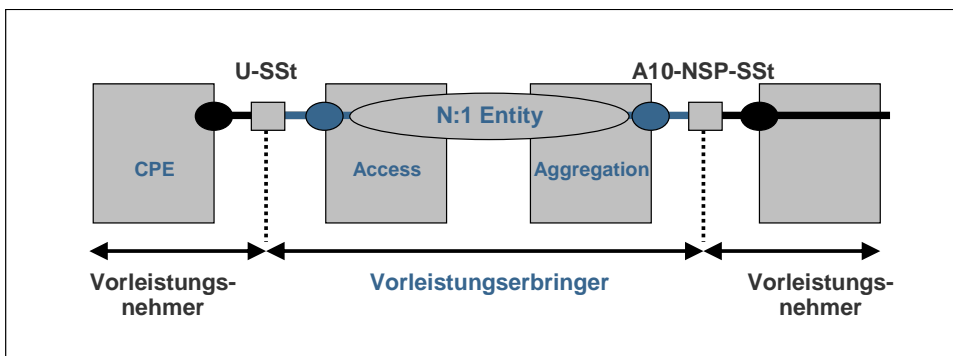 U-SSt
A10-NSP-SSt
N:1 Entity
CPE
Access
Aggregation
Vorleistungs-
nehmer
Vorleistungserbringer
Vorleistungs-
nehmer